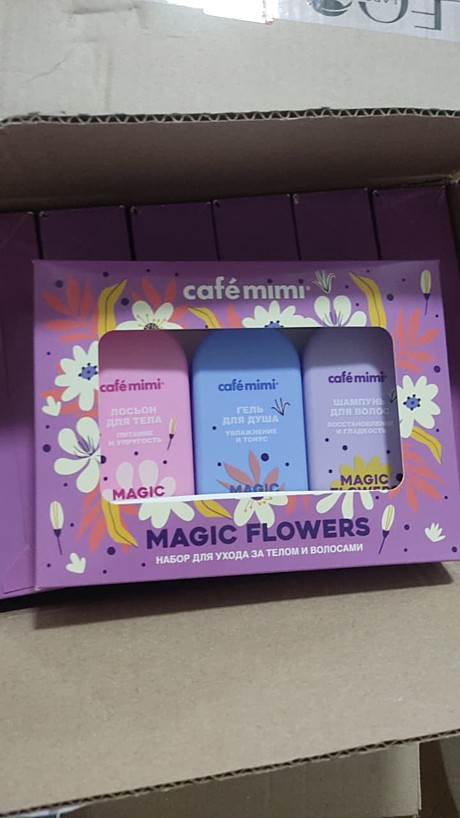 café mimi
café mimi
ЛОСЬОН
ДЛЯ ТЕЛА
ПИТАНИЕ
И УПРУГОСТЬ
MAGIC
café mimi
ГЕЛЬ
ДЛЯ ДУША
УВЛАЖНЕНИЕ
И ТОНУС
MAGIC
café mimi
ШАМПУНЬ
ДЛЯ ВОЛОС
ВОССТАНОВЛЕНИЕ
И ГЛАДКОСТЬ
MAGIC
FLOWERS
MAGIC FLOWERS
НАБОР ДЛЯ УХОДА ЗА ТЕЛОМ И ВОЛОСАМИ